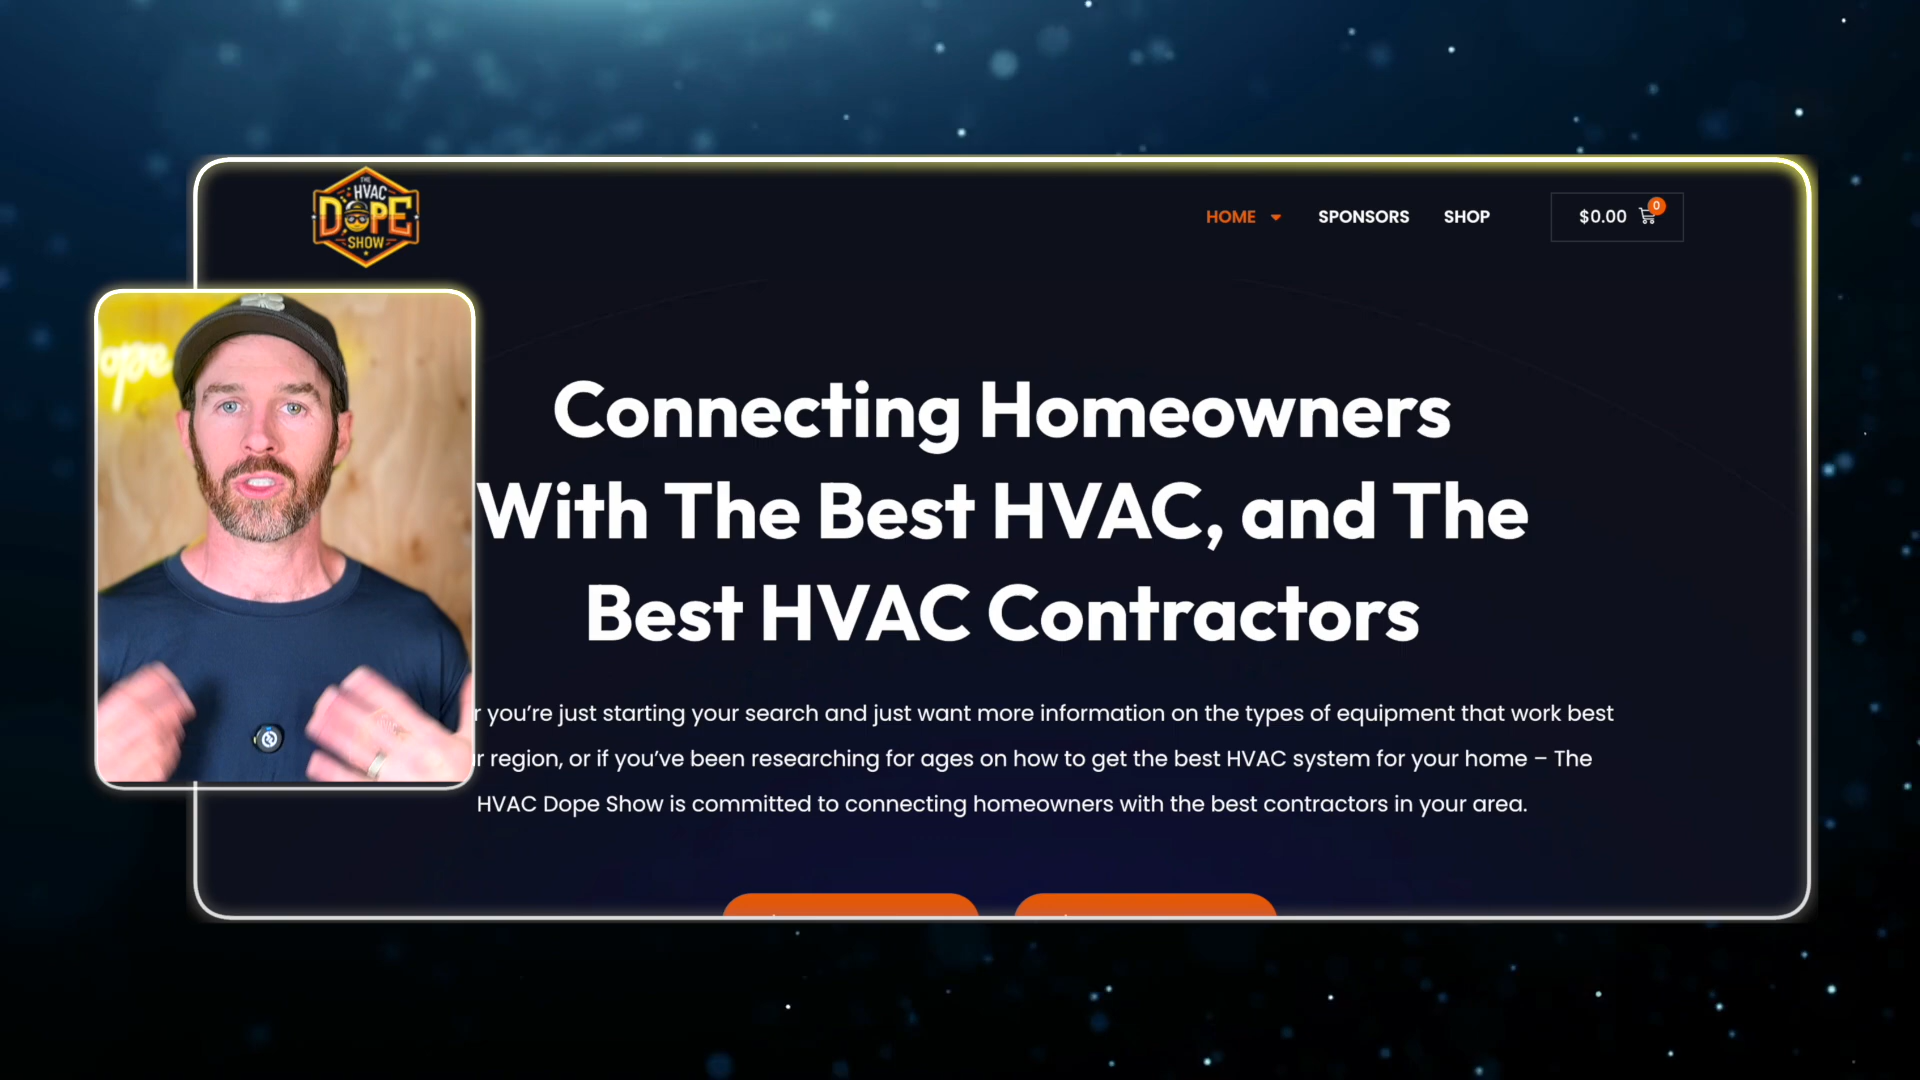 THE
HVAC
DOPE
SHOW
HOME
SPONSORS
SHOP
$0.00
0
ope
Connecting Homeowners
With The Best HVAC, and The
Best HVAC Contractors
you’re just starting your search and just want more information on the types of equipment that work best
region, or if you’ve been researching for ages on how to get the best HVAC system for your home – The
HVAC Dope Show is committed to connecting homeowners with the best contractors in your area.